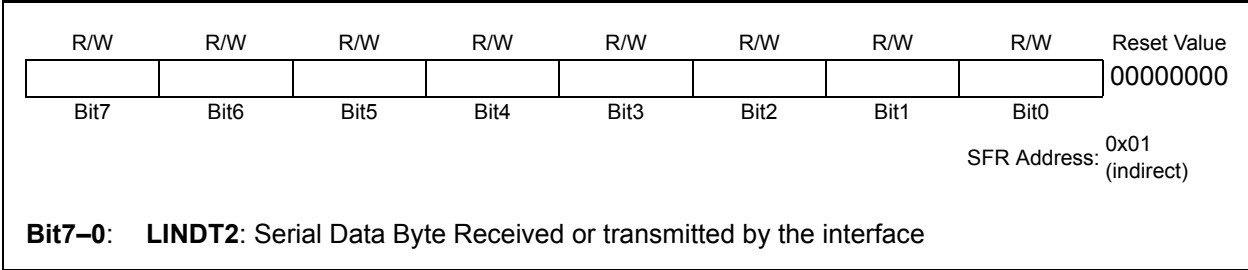 R/W R/W R/W R/W R/W R/W R/W R/W Reset Value
00000000
Bit7 Bit6 Bit5 Bit4 Bit3 Bit2 Bit1 Bit0
SFR Address: 0x01
(indirect)
Bit7–0: LINDT2: Serial Data Byte Received or transmitted by the interface